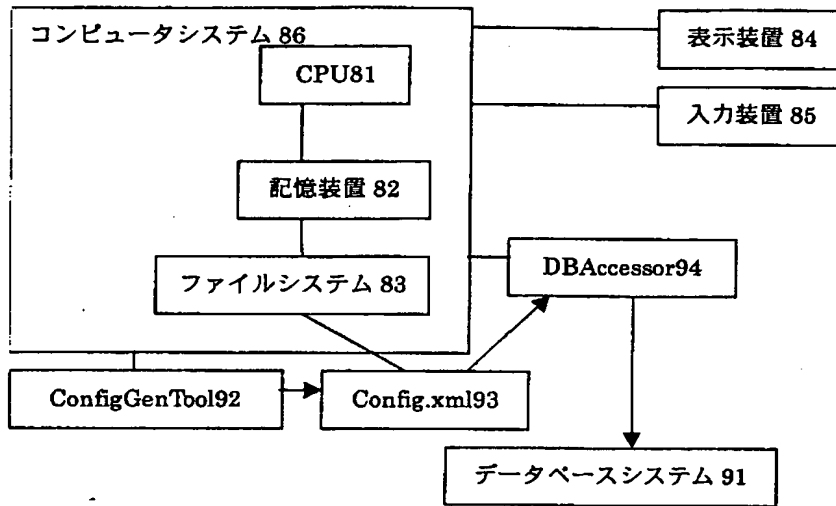 コンピュータシステム 86
表示装置 84
CPU81
入力装置 85
記憶装置 82
DBAccessor94
ファイルシステム 83
ConfigGenTool92
Config.xml93
データベースシステム 91